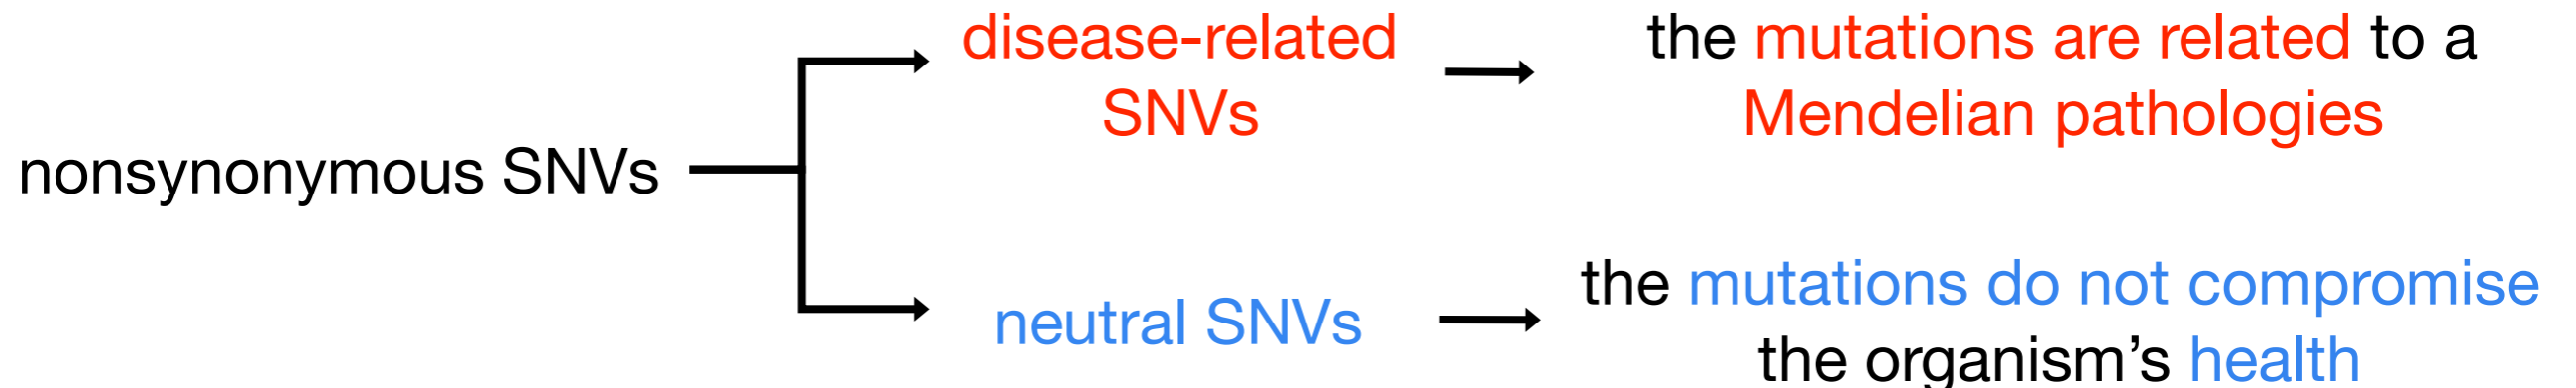 nonsynonymous SNVs
disease-related
SNVs
the mutations are related to a
Mendelian pathologies
neutral SNVs
the mutations do not compromise
the organism’s health